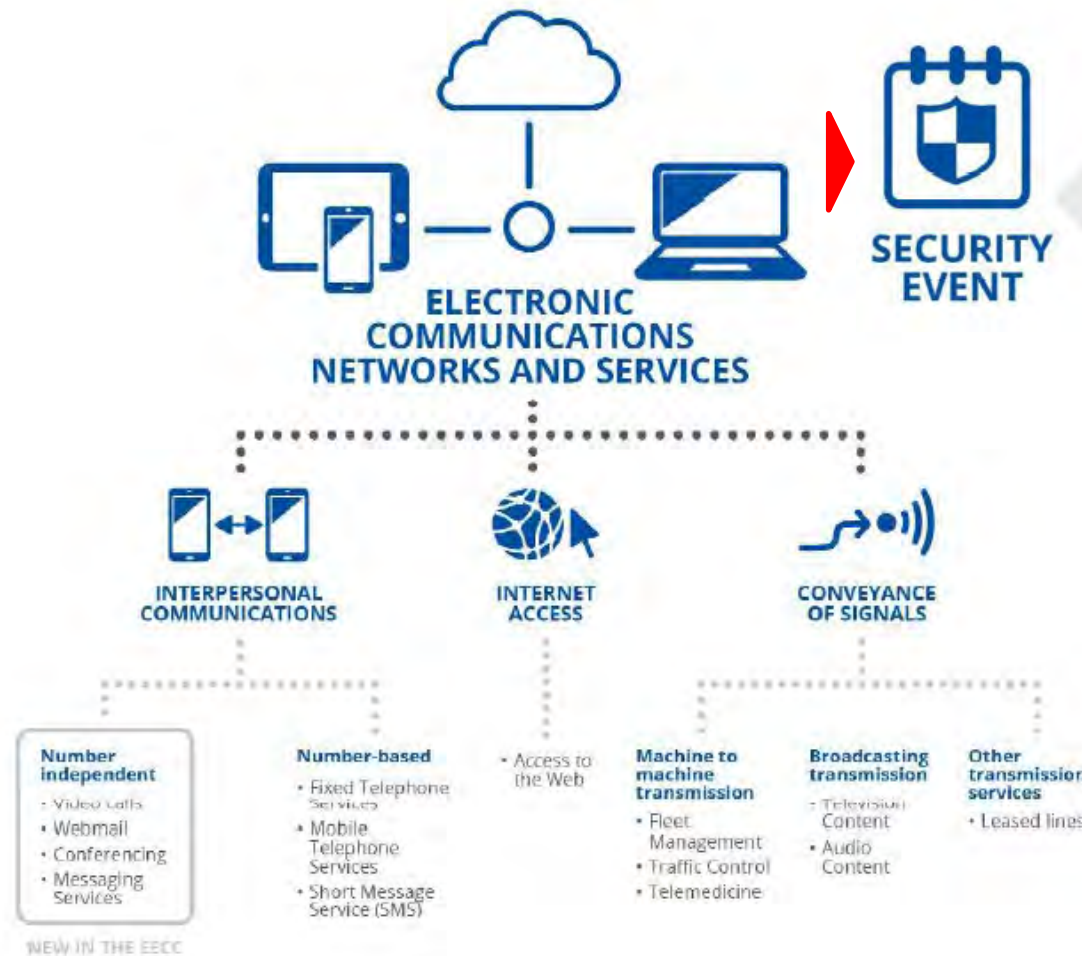 SECURITY
EVENT
ELECTRONIC
COMMUNICATIONS
NETWORKS AND SERVICES
INTERPERSONAL
COMMUNICATIONS
INTERNET
ACCESS
CONVEYANCE
OF SIGNALS
Number
independent
• Video calls
• Webmail
• Conferencing
• Messaging
Services
NEW IN THE EECC
Number-based
• Fixed Telephone
Services
• Mobile
Telephone
Services
• Short Message
Service (SMS)
• Access to
the Web
Machine to
machine
transmission
• Fleet
Management
• Traffic Control
• Telemedicine
Broadcasting
transmission
• Television
Content
• Audio
Content
Other
transmission
services
• Leased lines